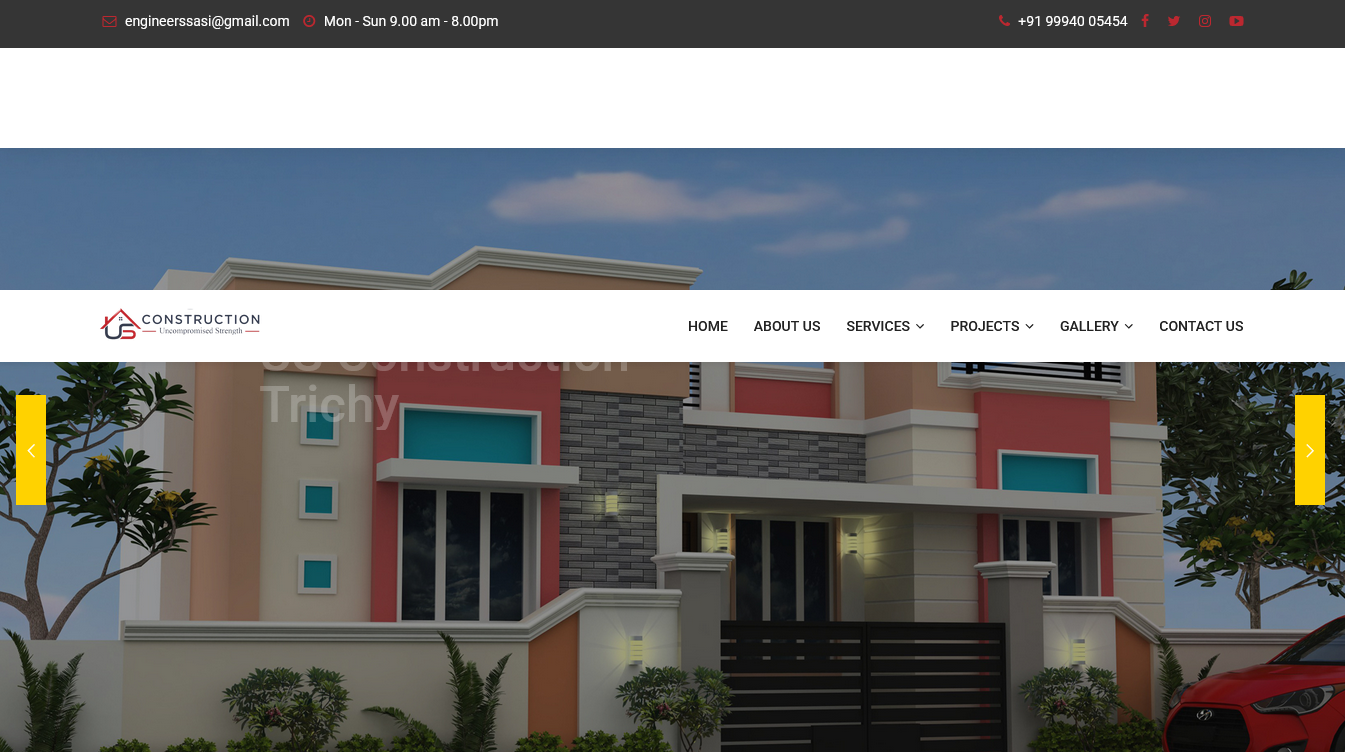 engineerssasi@gmail.com Mon - Sun 9.00 am - 8.00pm +91 99940 05454
US CONSTRUCTION
Uncompromised Strength
HOME ABOUT US SERVICES PROJECTS GALLERY CONTACT US
US Construction
Trichy